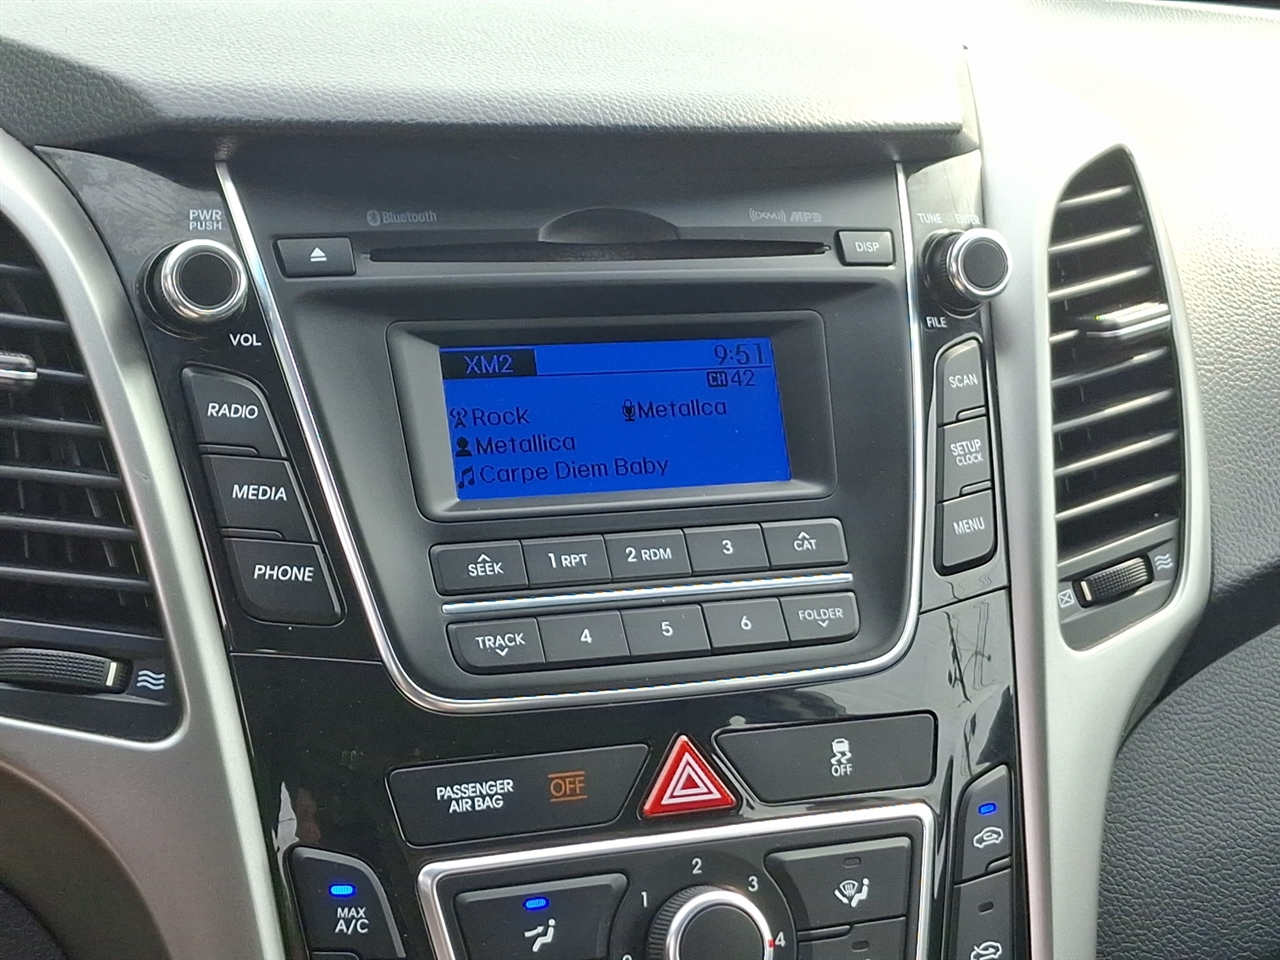 PWR
PUSH
Bluetooth
((XM)) MP3
TUNE ENTER
DISP
VOL
FILE
XM2 9:51
CH 42
Rock Metallca
Metallica
Carpe Diem Baby
RADIO
MEDIA
PHONE
SCAN
SETUP
CLOCK
MENU
SEEK 1 RPT 2 RDM 3 CAT
TRACK 4 5 6 FOLDER
PASSENGER
AIR BAG OFF
OFF
MAX
A/C
1 2 3 4